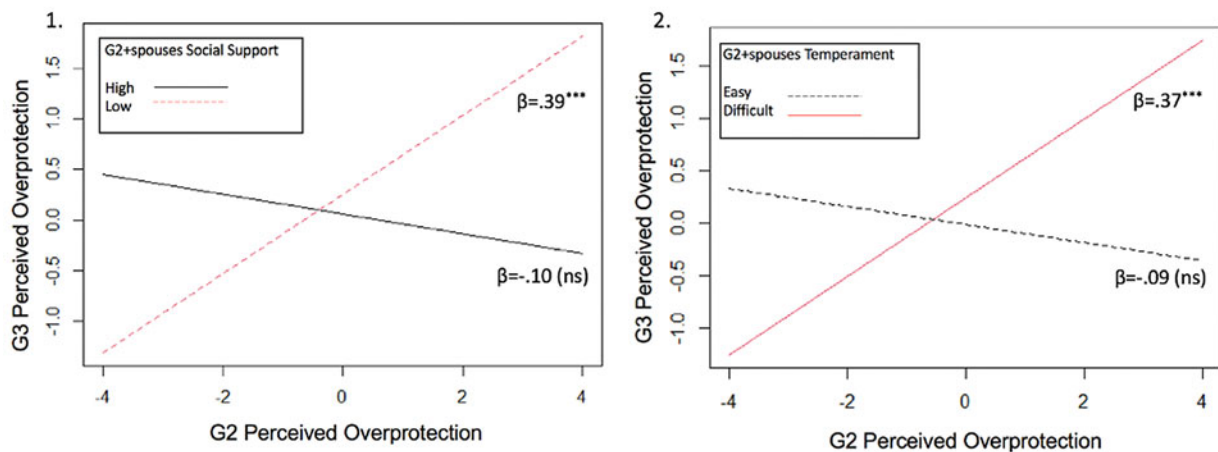 1.
G2+spouses Social Support
High
Low
β=.39***
β=-.10 (ns)
1.5
1.0
0.5
0.0
-0.5
-1.0
G3 Perceived Overprotection
-4 -2 0 2 4
G2 Perceived Overprotection
2.
G2+spouses Temperament
Easy
Difficult
β=.37***
β=-.09 (ns)
1.5
1.0
0.5
0.0
-0.5
-1.0
G3 Perceived Overprotection
-4 -2 0 2 4
G2 Perceived Overprotection